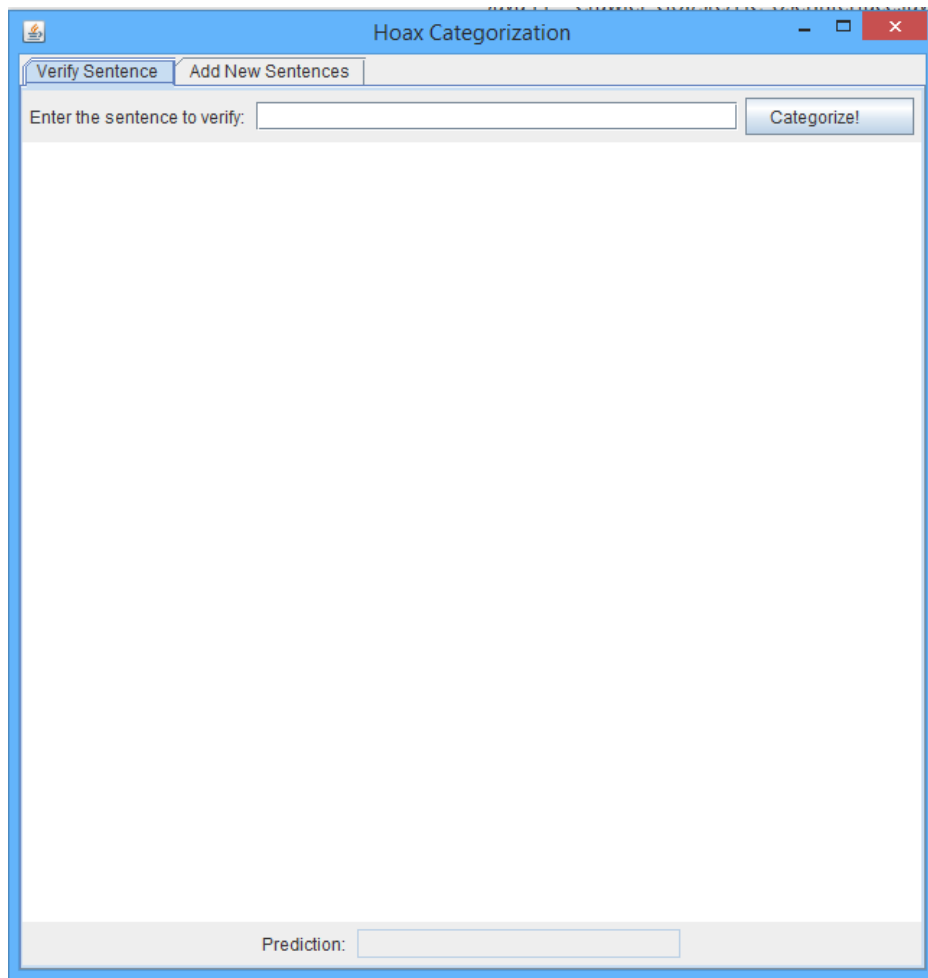 Hoax Categorization
Verify Sentence Add New Sentences
Enter the sentence to verify: Categorize!
Prediction: